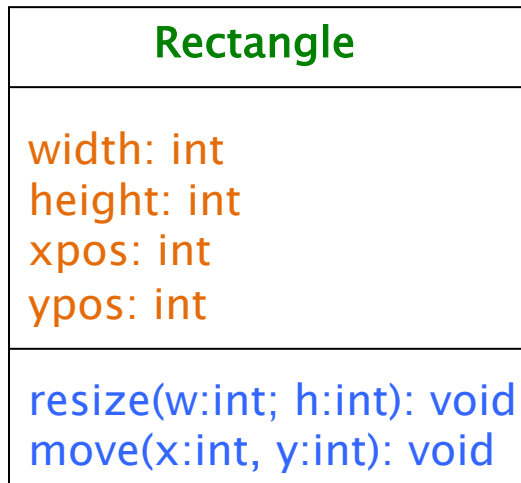 Rectangle
width: int
height: int
xpos: int
ypos: int
resize(w:int; h:int): void
move(x:int, y:int): void